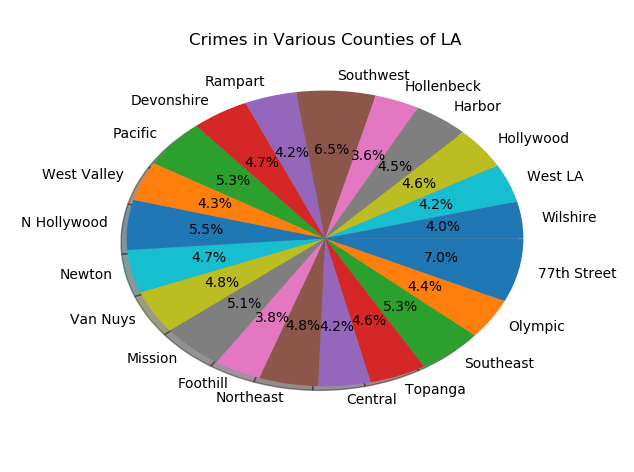 Crimes in Various Counties of LA
Wilshire
4.0%
West LA
4.2%
Hollywood
4.6%
Harbor
4.5%
Hollenbeck
3.6%
Southwest
6.5%
Rampart
4.2%
Devonshire
4.7%
Pacific
5.3%
West Valley
4.3%
N Hollywood
5.5%
Newton
4.7%
Van Nuys
4.8%
Mission
5.1%
Foothill
3.8%
Northeast
4.8%
Central
4.2%
Topanga
4.6%
Southeast
5.3%
Olympic
4.4%
77th Street
7.0%